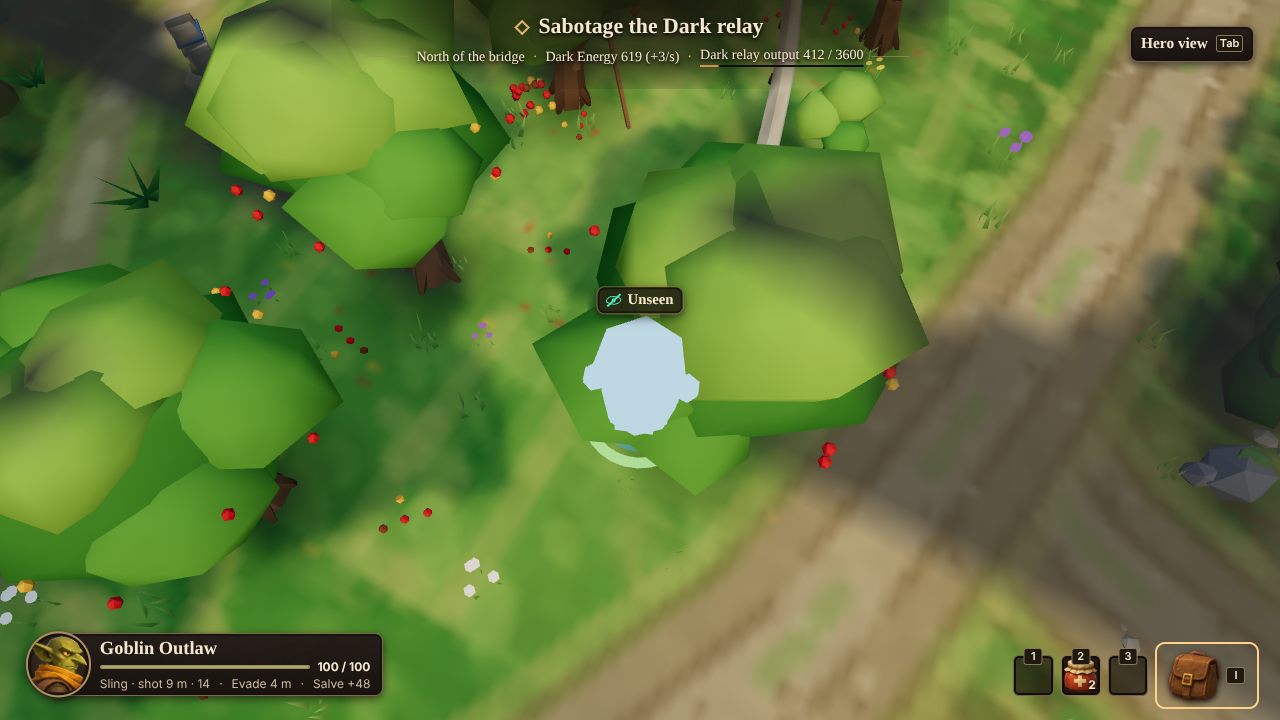 Sabotage the Dark relay
North of the bridge · Dark Energy 619 (+3/s) · Dark relay output 412 / 3600
Hero view Tab
Unseen
Goblin Outlaw
100 / 100
Sling · shot 9 m · 14 · Evade 4 m · Salve +48
1 2 3
2
I